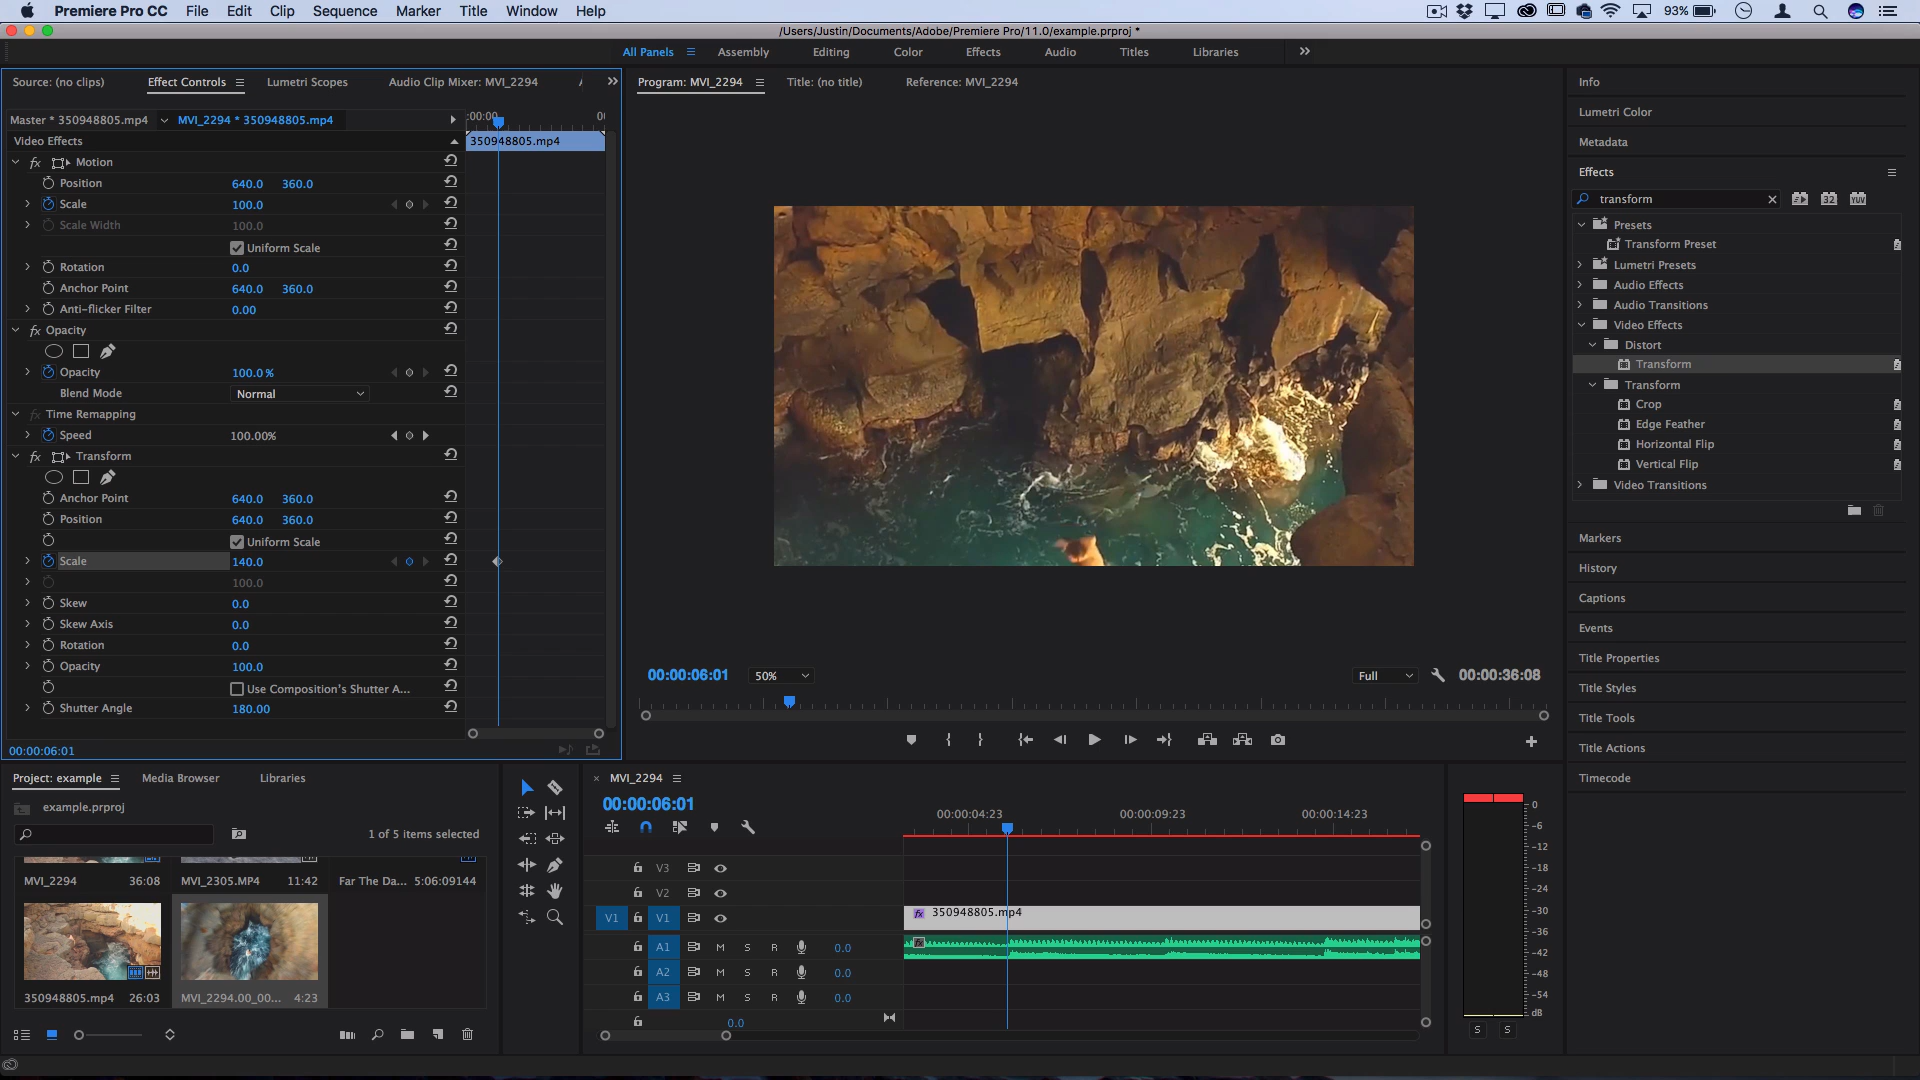 Premiere Pro CC File Edit Clip Sequence Marker Title Window Help 93%
/Users/Justin/Documents/Adobe/Premiere Pro/11.0/example.prproj *
All Panels Assembly Editing Color Effects Audio Titles Libraries
Source: (no clips) Effect Controls Lumetri Scopes Audio Clip Mixer: MVI_2294
Master * 350948805.mp4 MVI_2294 * 350948805.mp4 :00:00
Video Effects 350948805.mp4
fx Motion
Position 640.0 360.0
Scale 100.0
Scale Width 100.0
Uniform Scale
Rotation 0.0
Anchor Point 640.0 360.0
Anti-flicker Filter 0.00
fx Opacity
Opacity 100.0 %
Blend Mode Normal
fx Time Remapping
Speed 100.00%
fx Transform
Anchor Point 640.0 360.0
Position 640.0 360.0
Uniform Scale
Scale 140.0
100.0
Skew 0.0
Skew Axis 0.0
Rotation 0.0
Opacity 100.0
Use Composition's Shutter A...
Shutter Angle 180.00
00:00:06:01
Program: MVI_2294 Title: (no title) Reference: MVI_2294
00:00:06:01 50% Full 00:00:36:08
Info
Lumetri Color
Metadata
Effects
transform 32 YUV
Presets
Transform Preset
Lumetri Presets
Audio Effects
Audio Transitions
Video Effects
Distort
Transform
Transform
Crop
Edge Feather
Horizontal Flip
Vertical Flip
Video Transitions
Markers
History
Captions
Events
Title Properties
Title Styles
Title Tools
Title Actions
Timecode
Project: example Media Browser Libraries
example.prproj
1 of 5 items selected
MVI_2294 36:08 MVI_2305.MP4 11:42 Far The Da... 5:06:09144
350948805.mp4 26:03 MVI_2294.00_00... 4:23
× MVI_2294
00:00:06:01
00:00:04:23 00:00:09:23 00:00:14:23
V3
V2
V1 V1 fx 350948805.mp4
A1 M S R 0.0 fx
A2 M S R 0.0
A3 M S R 0.0
0.0
0
-6
-12
-18
-24
-30
-36
-42
-48
-54
dB
S S